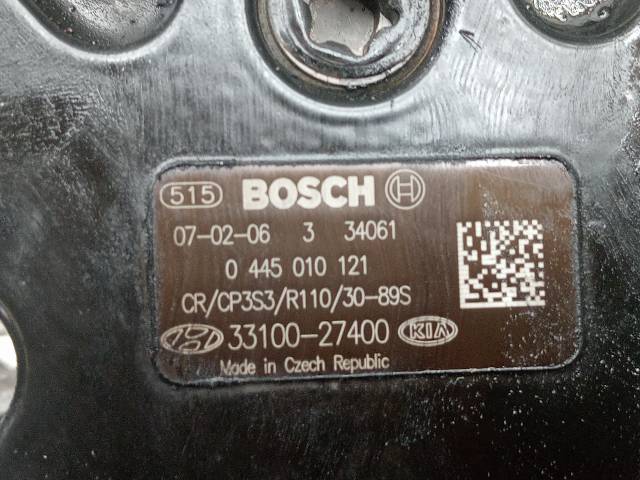 515 BOSCH
07-02-06 3 34061
0 445 010 121
CR/CP3S3/R110/30-89S
33100-27400 KIA
Made in Czech Republic